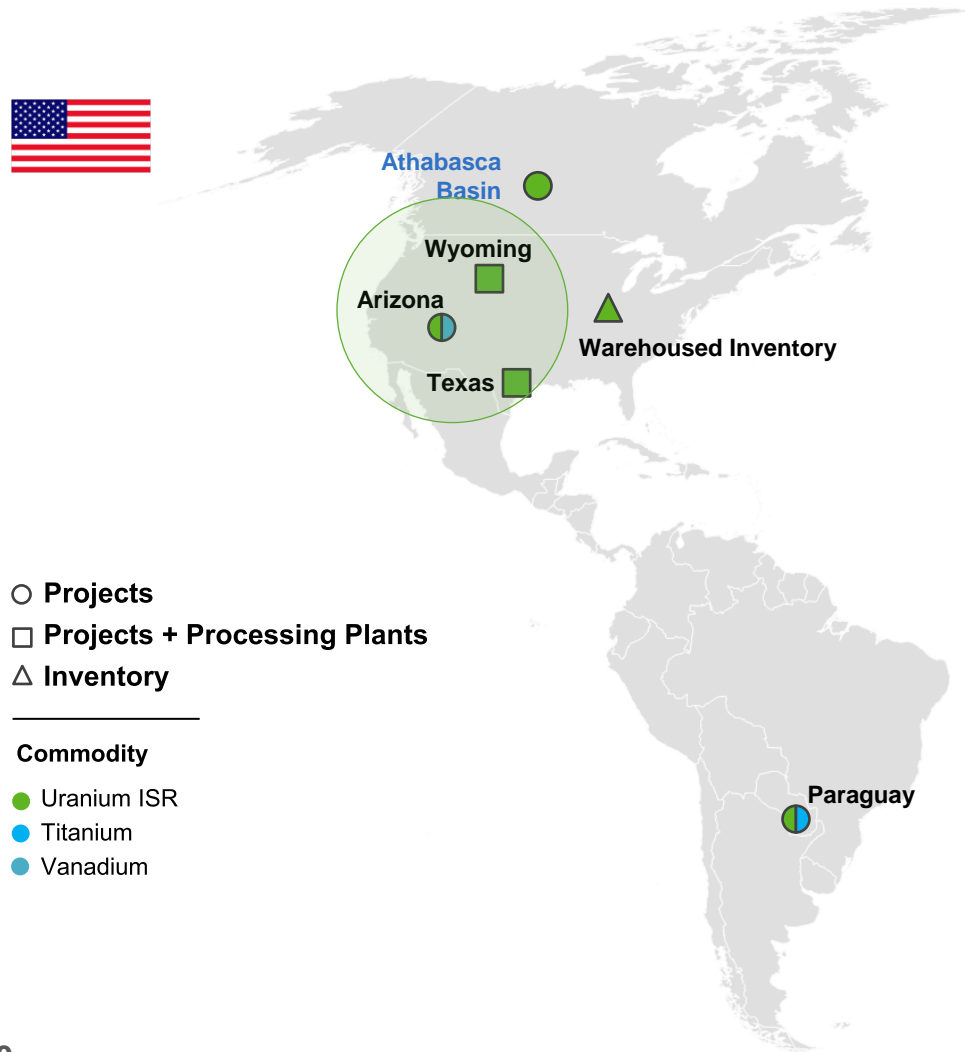 Athabasca
Basin
Wyoming
Arizona
Warehoused Inventory
Texas
Projects
Projects + Processing Plants
Inventory
Commodity
Uranium ISR
Titanium
Vanadium
Paraguay